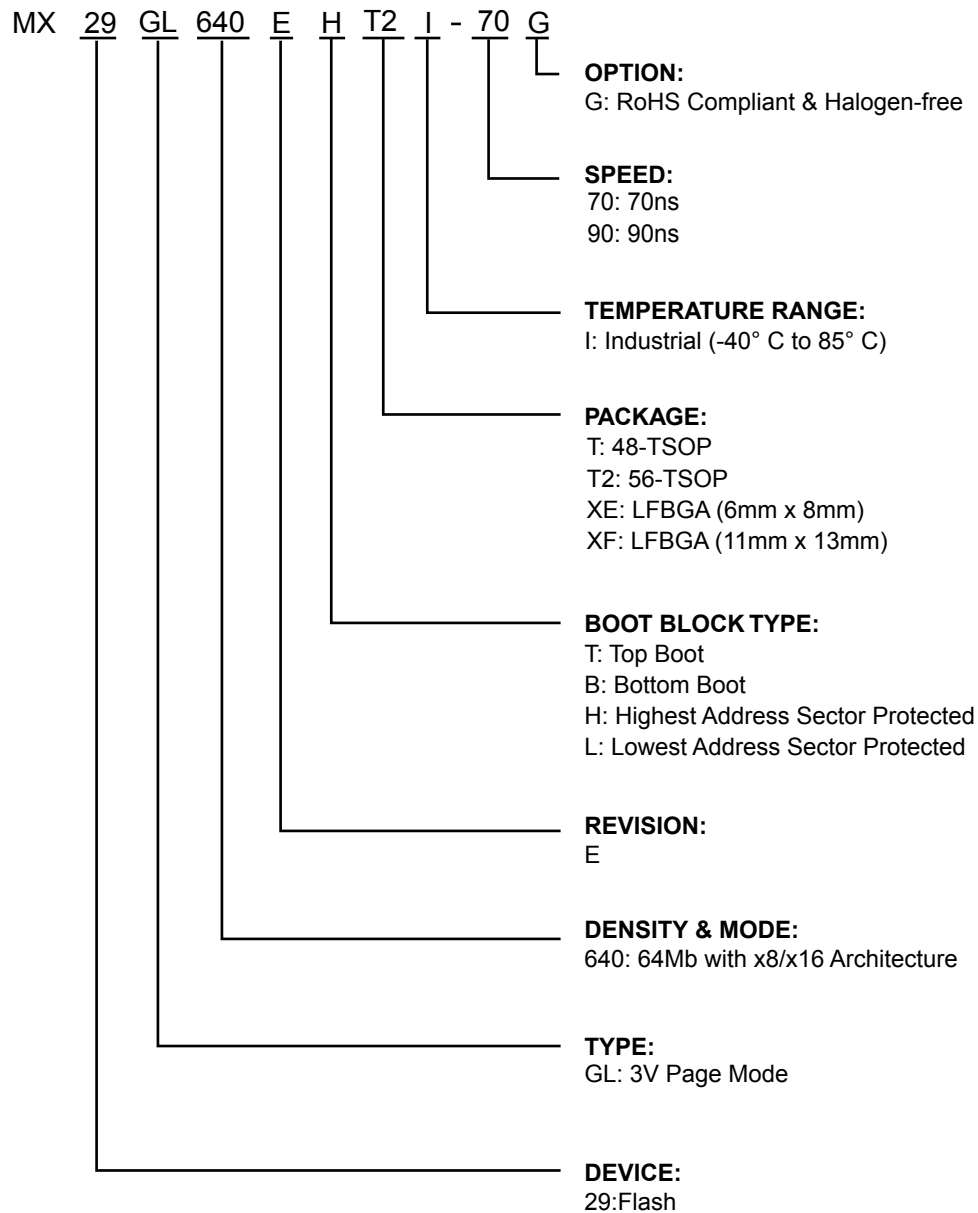 MX 29 GL 640 E H T2 I - 70 G
OPTION:
G: RoHS Compliant & Halogen-free
SPEED:
70: 70ns
90: 90ns
TEMPERATURE RANGE:
I: Industrial (-40° C to 85° C)
PACKAGE:
T: 48-TSOP
T2: 56-TSOP
XE: LFBGA (6mm x 8mm)
XF: LFBGA (11mm x 13mm)
BOOT BLOCK TYPE:
T: Top Boot
B: Bottom Boot
H: Highest Address Sector Protected
L: Lowest Address Sector Protected
REVISION:
E
DENSITY & MODE:
640: 64Mb with x8/x16 Architecture
TYPE:
GL: 3V Page Mode
DEVICE:
29:Flash